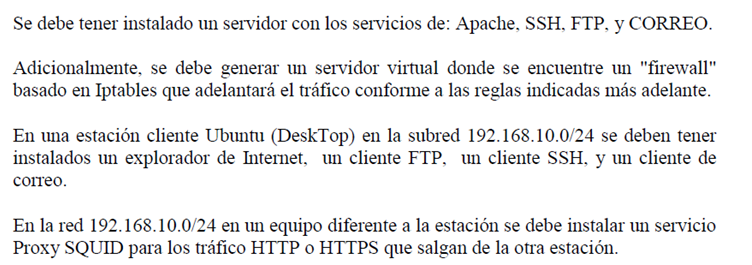 Se debe tener instalado un servidor con los servicios de: Apache, SSH, FTP, y CORREO.
Adicionalmente, se debe generar un servidor virtual donde se encuentre un "firewall"
basado en Iptables que adelantará el tráfico conforme a las reglas indicadas más adelante.
En una estación cliente Ubuntu (DeskTop) en la subred 192.168.10.0/24 se deben tener
instalados un explorador de Internet, un cliente FTP, un cliente SSH, y un cliente de
correo.
En la red 192.168.10.0/24 en un equipo diferente a la estación se debe instalar un servicio
Proxy SQUID para los tráfico HTTP o HTTPS que salgan de la otra estación.